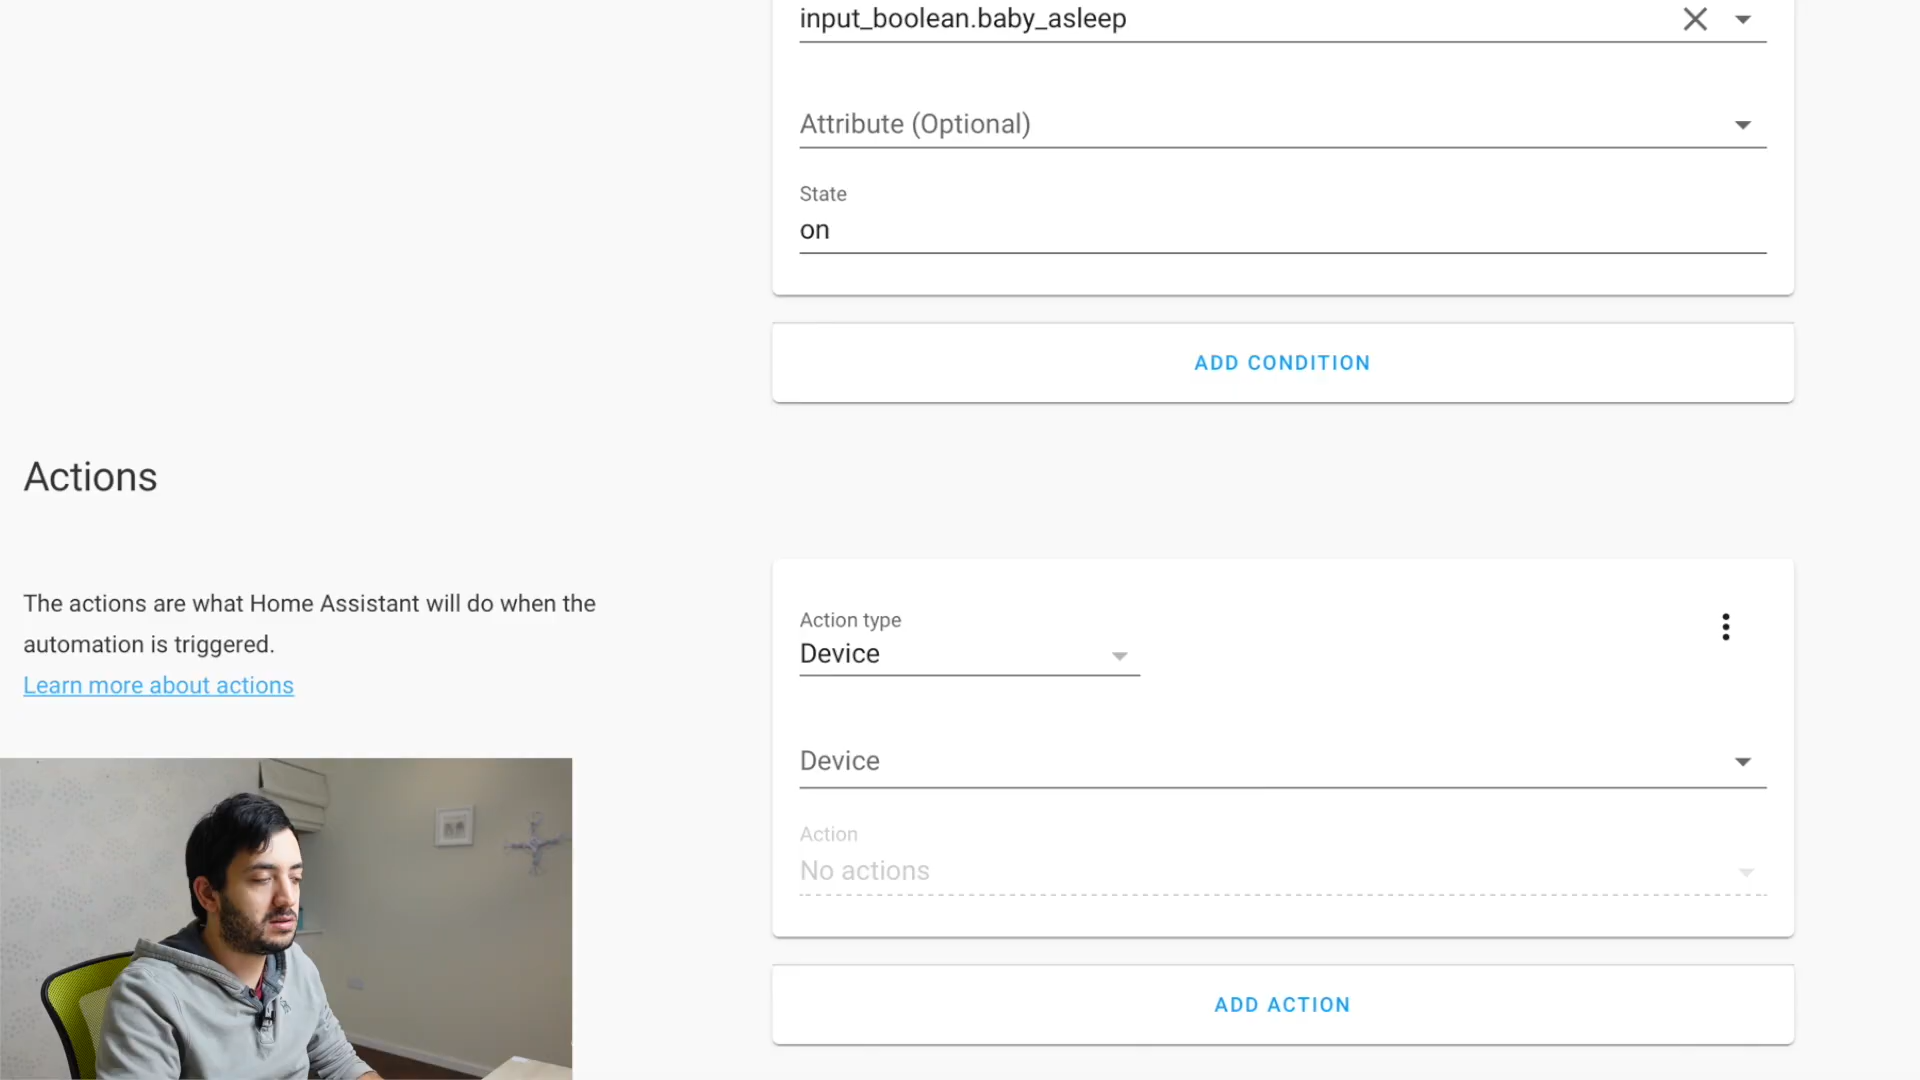 input_boolean.baby_asleep
Attribute (Optional)
State
on
ADD CONDITION
Actions
The actions are what Home Assistant will do when the
automation is triggered.
Learn more about actions
Action type
Device
Device
Action
No actions
ADD ACTION